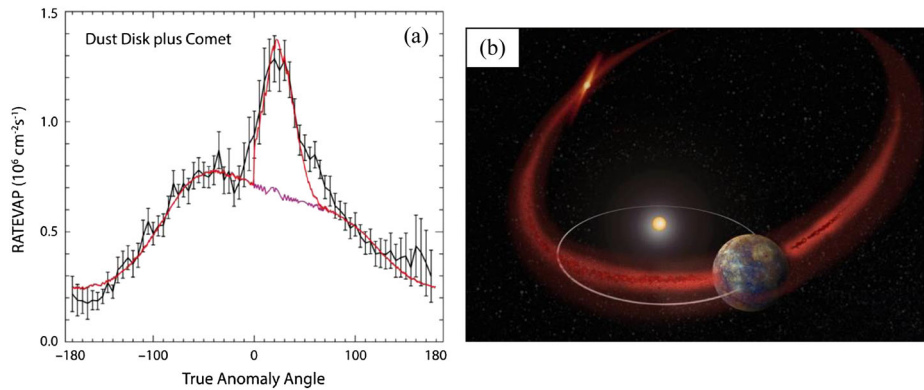 1.5
Dust Disk plus Comet
(a)
(b)
1.0
RATEVAP (10⁶ cm⁻²s⁻¹)
0.5
0.0
−180
−100
0
100
180
True Anomaly Angle